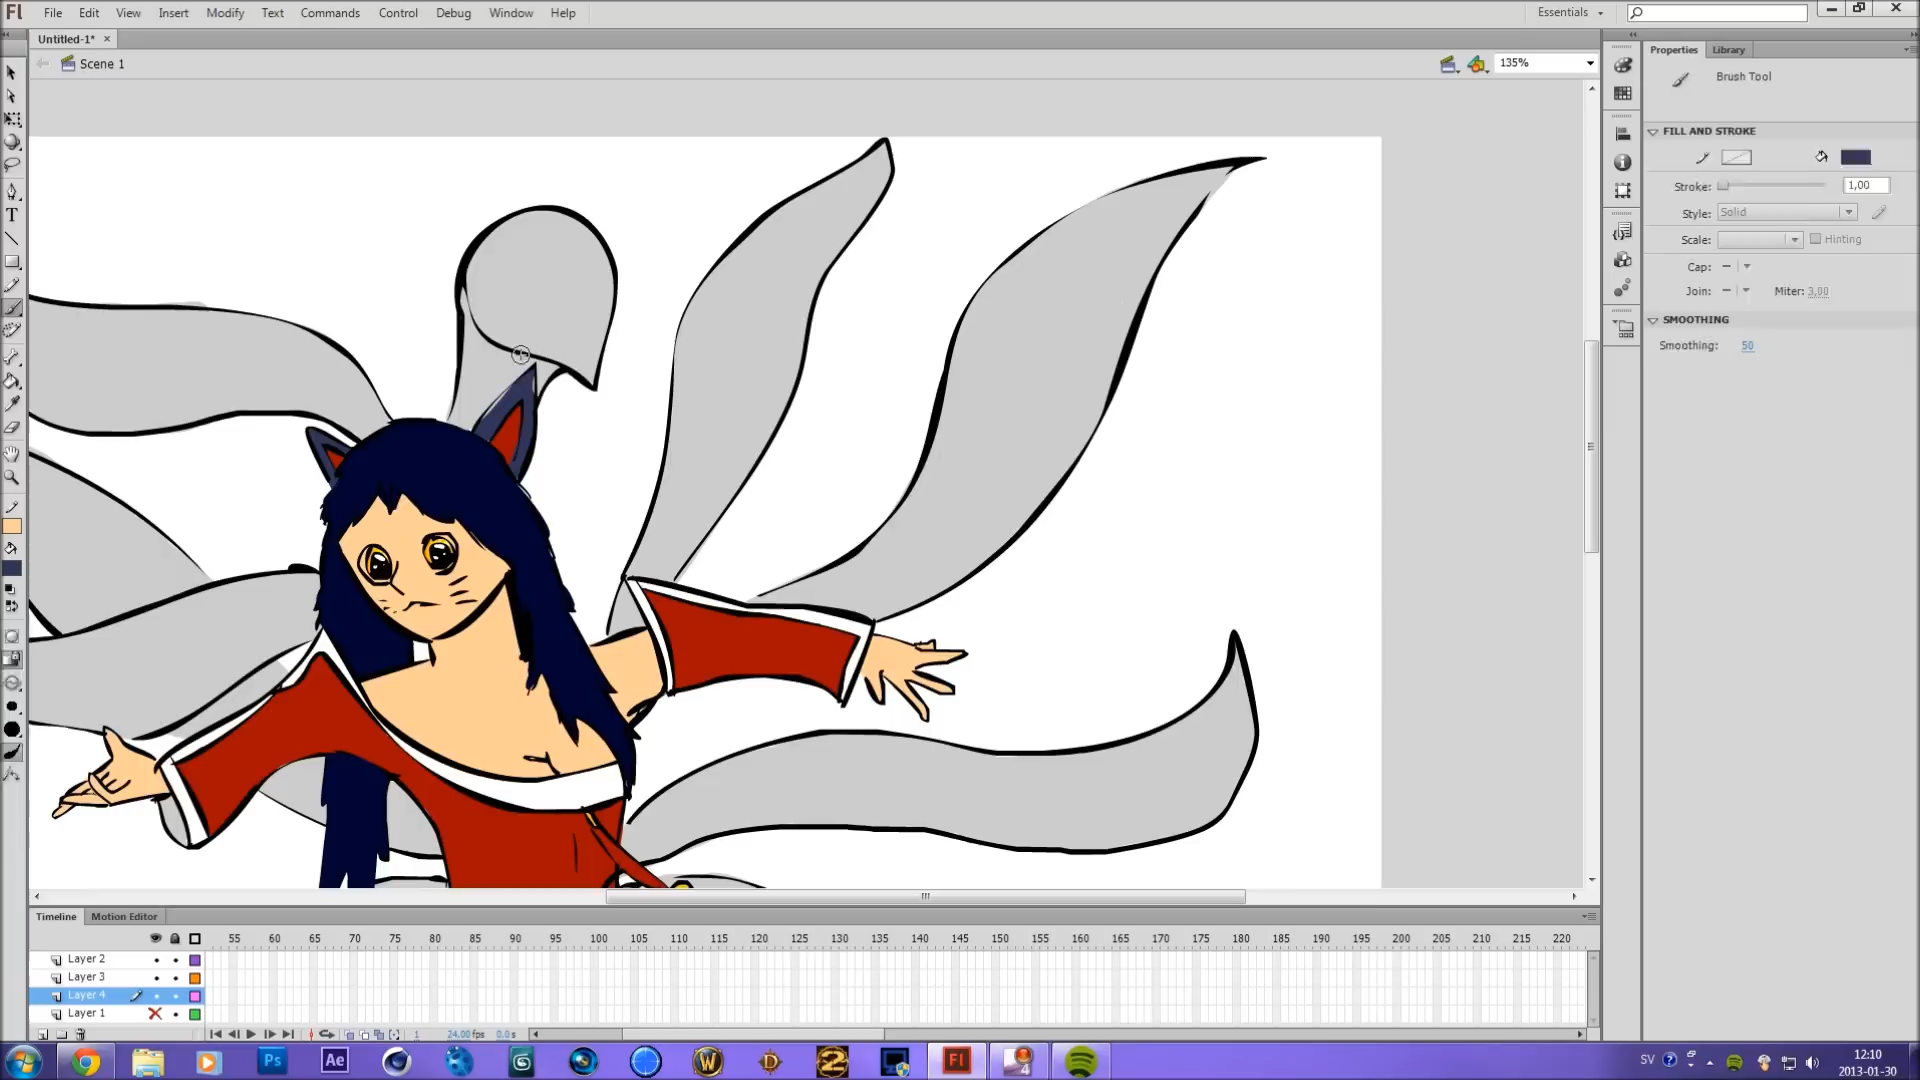 Fl File Edit View Insert Modify Text Commands Control Debug Window Help Essentials
Untitled-1* ×
Scene 1 135%
Properties Library
Brush Tool
FILL AND STROKE
Stroke: 1,00
Style: Solid
Scale: Hinting
Cap:
Join: Miter: 3,00
SMOOTHING
Smoothing: 50
T
Timeline Motion Editor
55 60 65 70 75 80 85 90 95 100 105 110 115 120 125 130 135 140 145 150 155 160 165 170 175 180 185 190 195 200 205 210 215 220
Layer 2
Layer 3
Layer 4
Layer 1
1 24.00 fps 0.0 s
Ps Ae W D 2 Fl 4 SV ? 12:10
2013-01-30